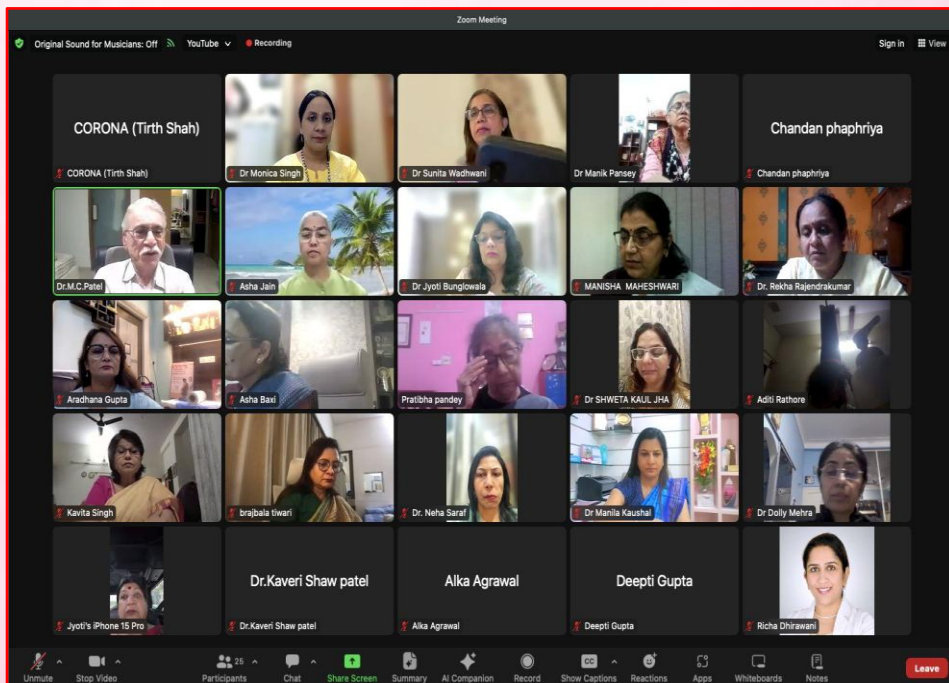 Zoom Meeting
Original Sound for Musicians: Off YouTube Recording Sign in View
CORONA (Tirth Shah) Chandan phaphriya
CORONA (Tirth Shah) Dr Monica Singh Dr Sunita Wadhwani Dr Manik Pansey Chandan phaphriya
Dr.M.C.Patel Asha Jain Dr Jyoti Bunglowala MANISHA MAHESHWARI Dr. Rekha Rajendrakumar
Aradhana Gupta Asha Baxi Pratibha pandey Dr SHWETA KAUL JHA Aditi Rathore
Kavita Singh brajbala tiwari Dr. Neha Saraf Dr Manila Kaushal Dr Dolly Mehra
Dr.Kaveri Shaw patel Alka Agrawal Deepti Gupta
Jyoti's iPhone 15 Pro Dr.Kaveri Shaw patel Alka Agrawal Deepti Gupta Richa Dhirawani
25 CC
Unmute Stop Video Participants Chat Share Screen Summary AI Companion Record Show Captions Reactions Apps Whiteboards Notes Leave